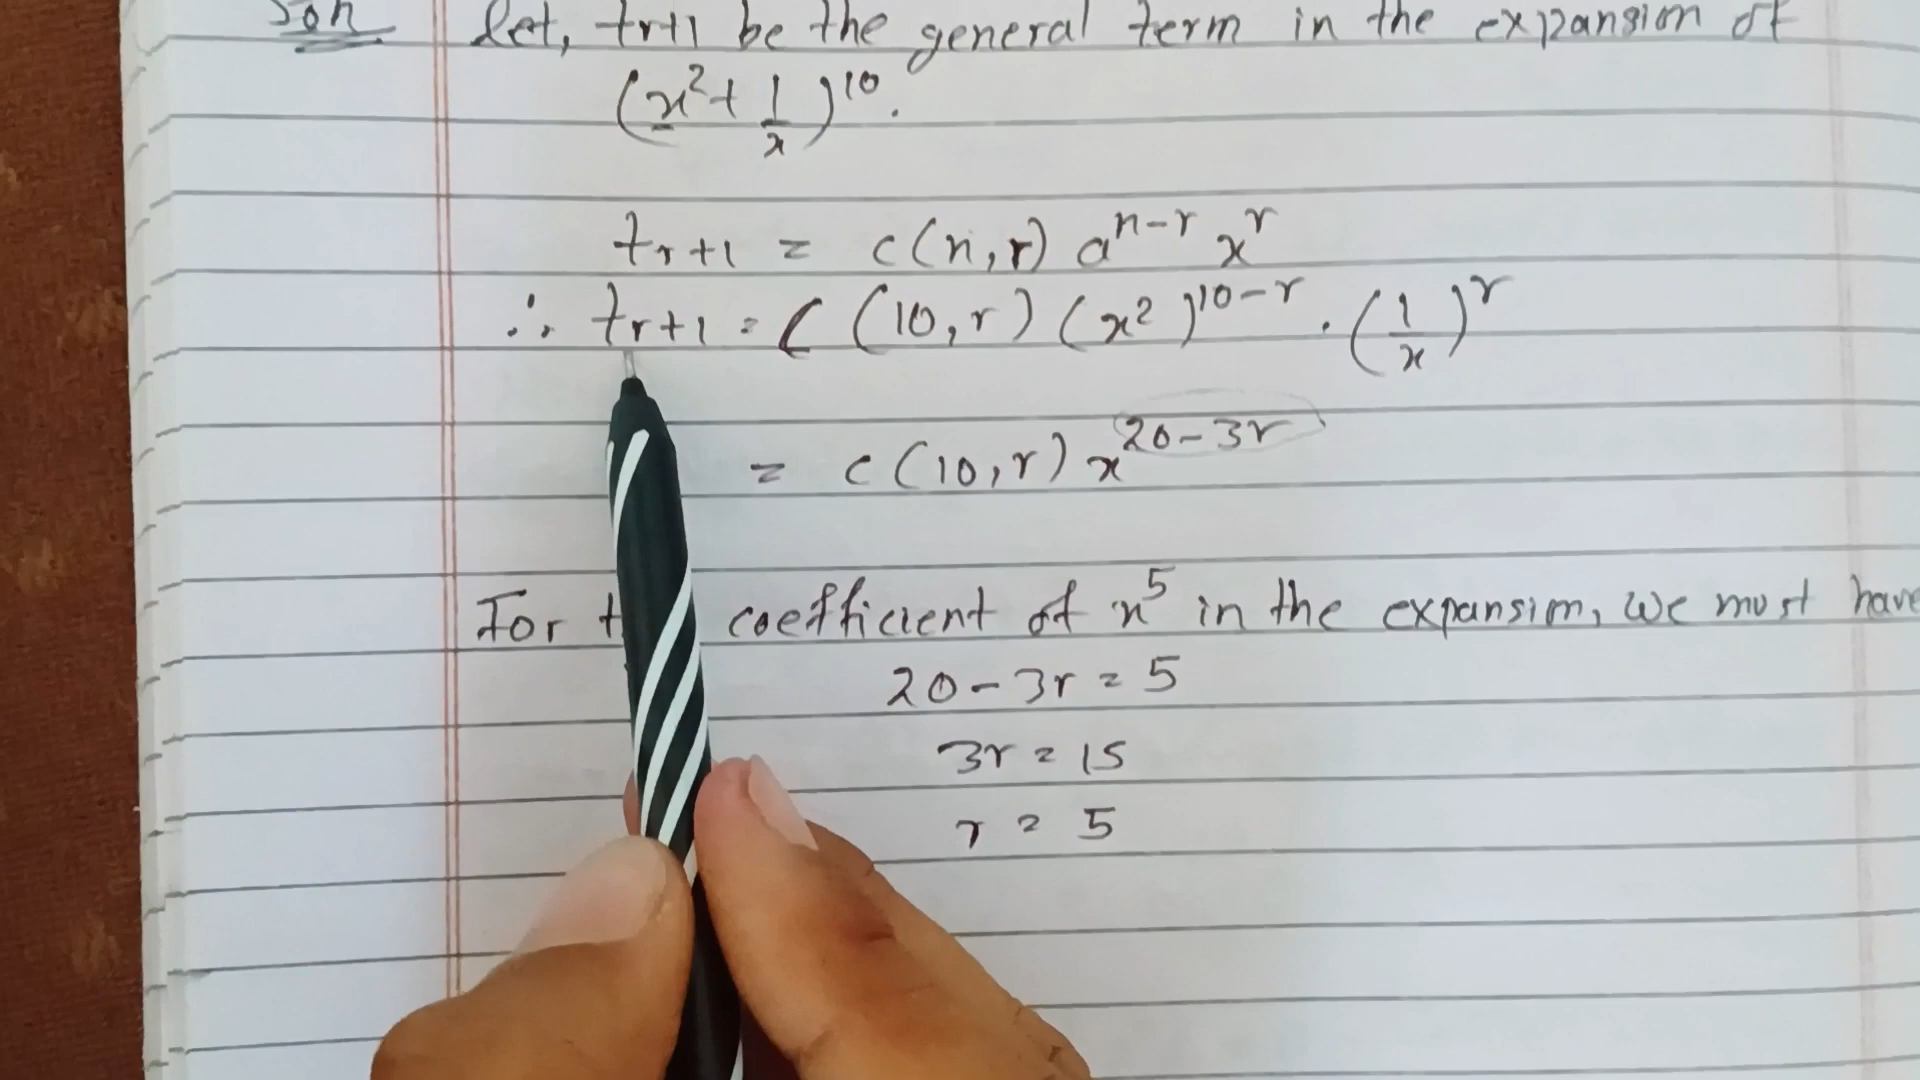 Soln let, tr+1 be the general term in the expansion of
(x²+1/x)¹⁰.
tr+1 = c(n,r) aⁿ⁻ʳ xʳ
∴ tr+1 = C(10,r)(x²)¹⁰⁻ʳ.(1/x)ʳ
= c(10,r) x²⁰⁻³ʳ
For coefficient of x⁵ in the expansion, we must have
20-3r=5
3r=15
r=5